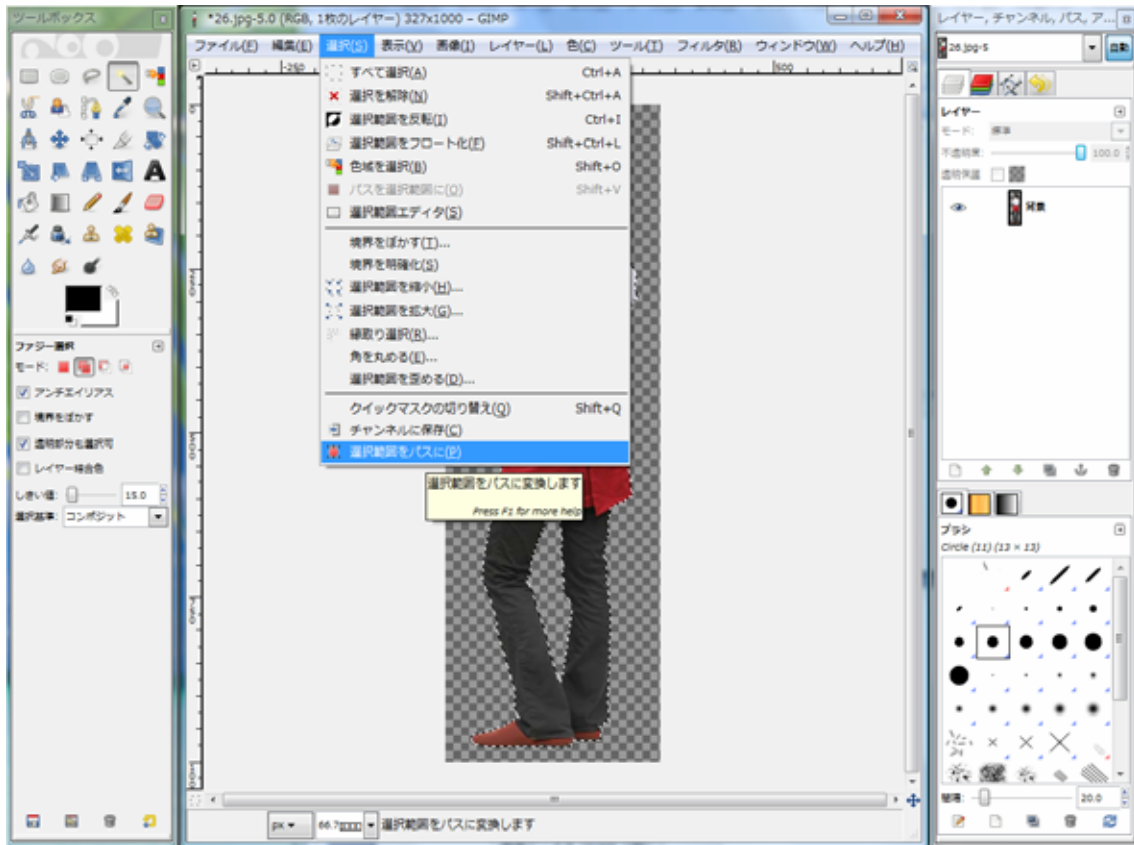 ツールボックス
ファジー選択
モード:
アンチエイリアス
境界をぼかす
透明部分も選択可
レイヤー結合色
しきい値: 15.0
選択基準: コンポジット
*26.jpg-5.0 (RGB, 1枚のレイヤー) 327x1000 – GIMP
ファイル(F) 編集(E) 選択(S) 表示(V) 画像(I) レイヤー(L) 色(C) ツール(T) フィルタ(R) ウィンドウ(W) ヘルプ(H)
-250 500
すべて選択(A) Ctrl+A
選択を解除(N) Shift+Ctrl+A
選択範囲を反転(I) Ctrl+I
選択範囲をフロート化(F) Shift+Ctrl+L
色域を選択(B) Shift+O
パスを選択範囲に(O) Shift+V
選択範囲エディタ(S)
境界をぼかす(T)...
境界を明確化(S)
選択範囲を縮小(H)...
選択範囲を拡大(G)...
縁取り選択(R)...
角を丸める(E)...
選択範囲を歪める(D)...
クイックマスクの切り替え(Q) Shift+Q
チャンネルに保存(C)
選択範囲をパスに(P)
選択範囲をパスに変換します
Press F1 for more help
px 66.7 選択範囲をパスに変換します
レイヤー, チャンネル, パス, ア...
26.jpg-5 自動
レイヤー
モード: 標準
不透明度: 100.0
透明保護
背景
ブラシ
Circle (11) (13 × 13)
間隔: 20.0